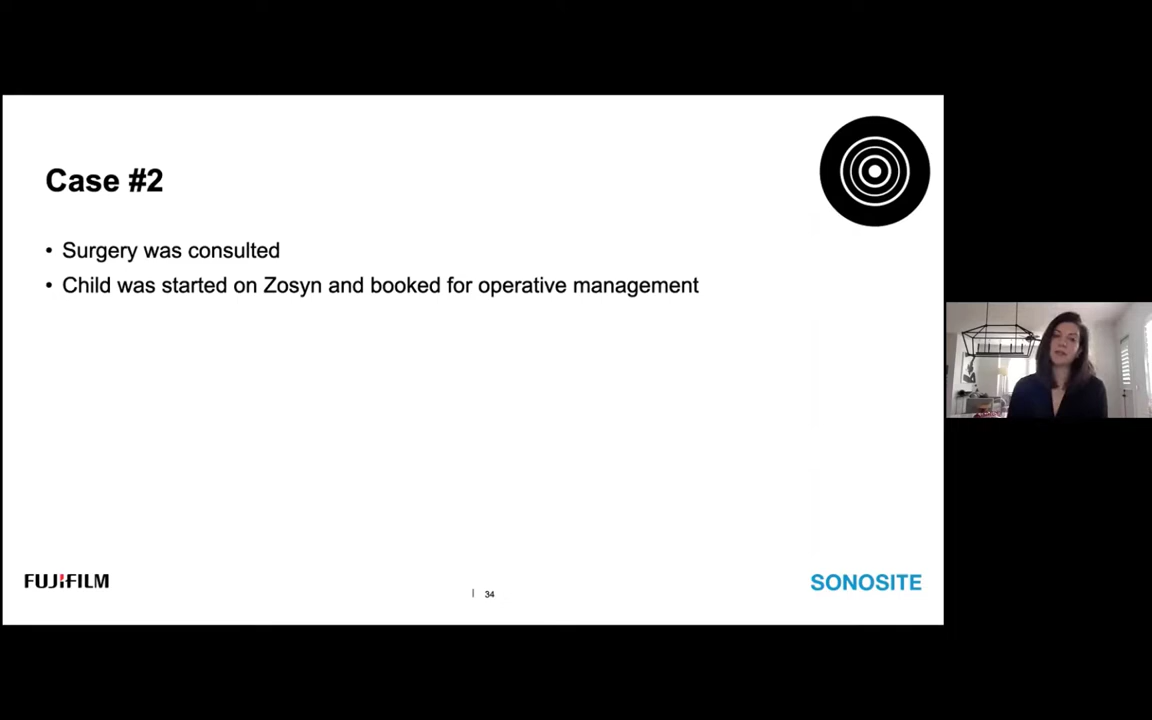 Case #2
• Surgery was consulted
• Child was started on Zosyn and booked for operative management
FUJIFILM
| 34
SONOSITE